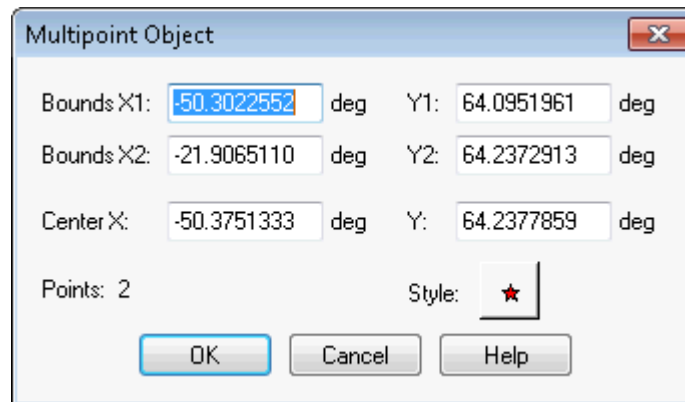 Multipoint Object
Bounds X1: -50.3022552 deg Y1: 64.0951961 deg
Bounds X2: -21.9065110 deg Y2: 64.2372913 deg
Center X: -50.3751333 deg Y: 64.2377859 deg
Points: 2 Style:
OK Cancel Help